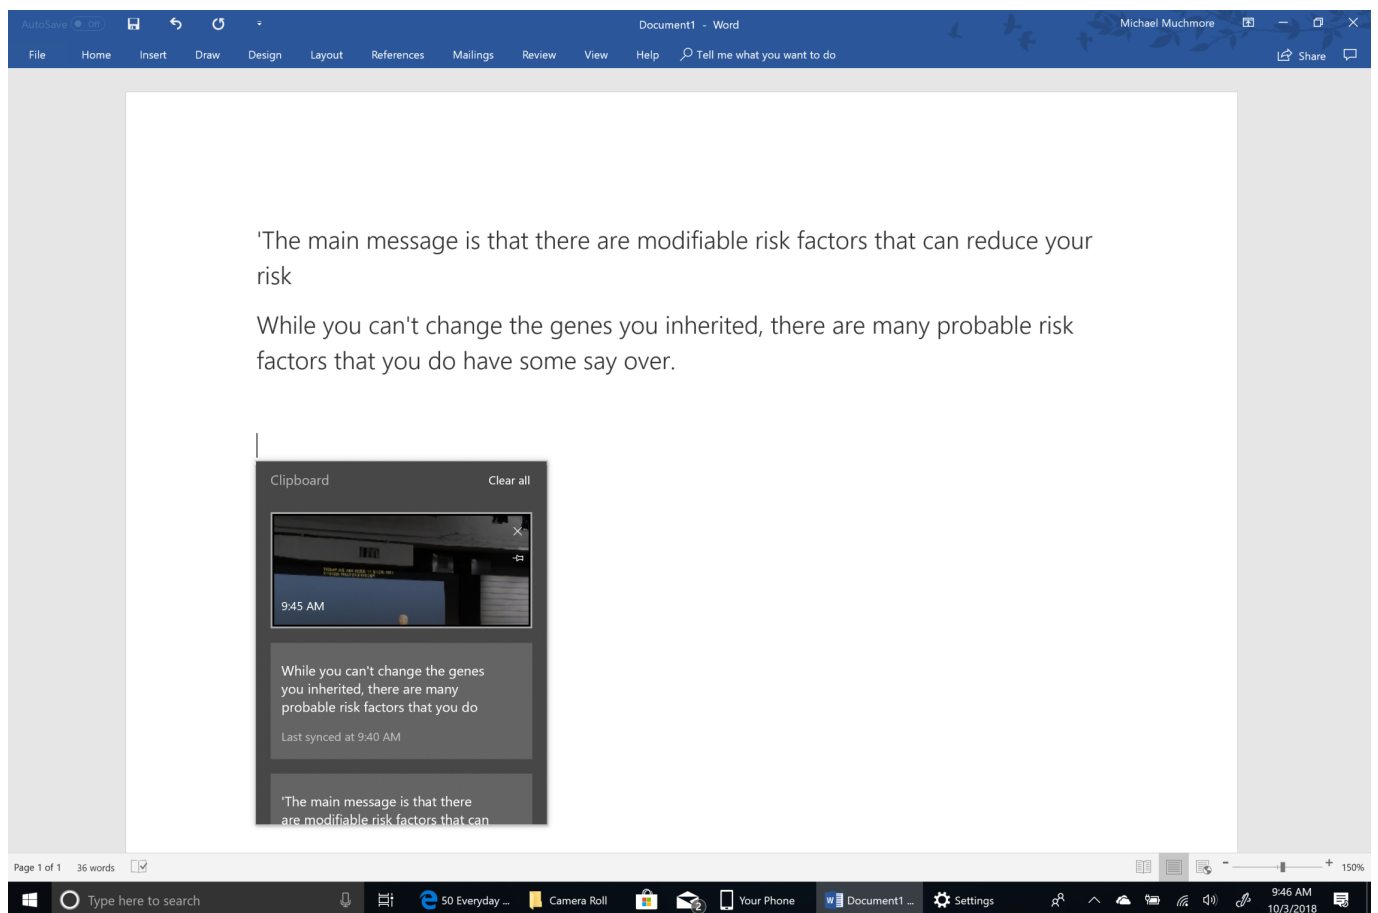 AutoSave Off
Document1 - Word
Michael Muchmore
File Home Insert Draw Design Layout References Mailings Review View Help Tell me what you want to do
Share
'The main message is that there are modifiable risk factors that can reduce your
risk
While you can't change the genes you inherited, there are many probable risk
factors that you do have some say over.
Clipboard Clear all
9:45 AM
While you can't change the genes
you inherited, there are many
probable risk factors that you do
Last synced at 9:40 AM
'The main message is that there
are modifiable risk factors that can
Page 1 of 1 36 words
150%
Type here to search
50 Everyday ...
Camera Roll
2
Your Phone
Document1 ...
Settings
9:46 AM
10/3/2018